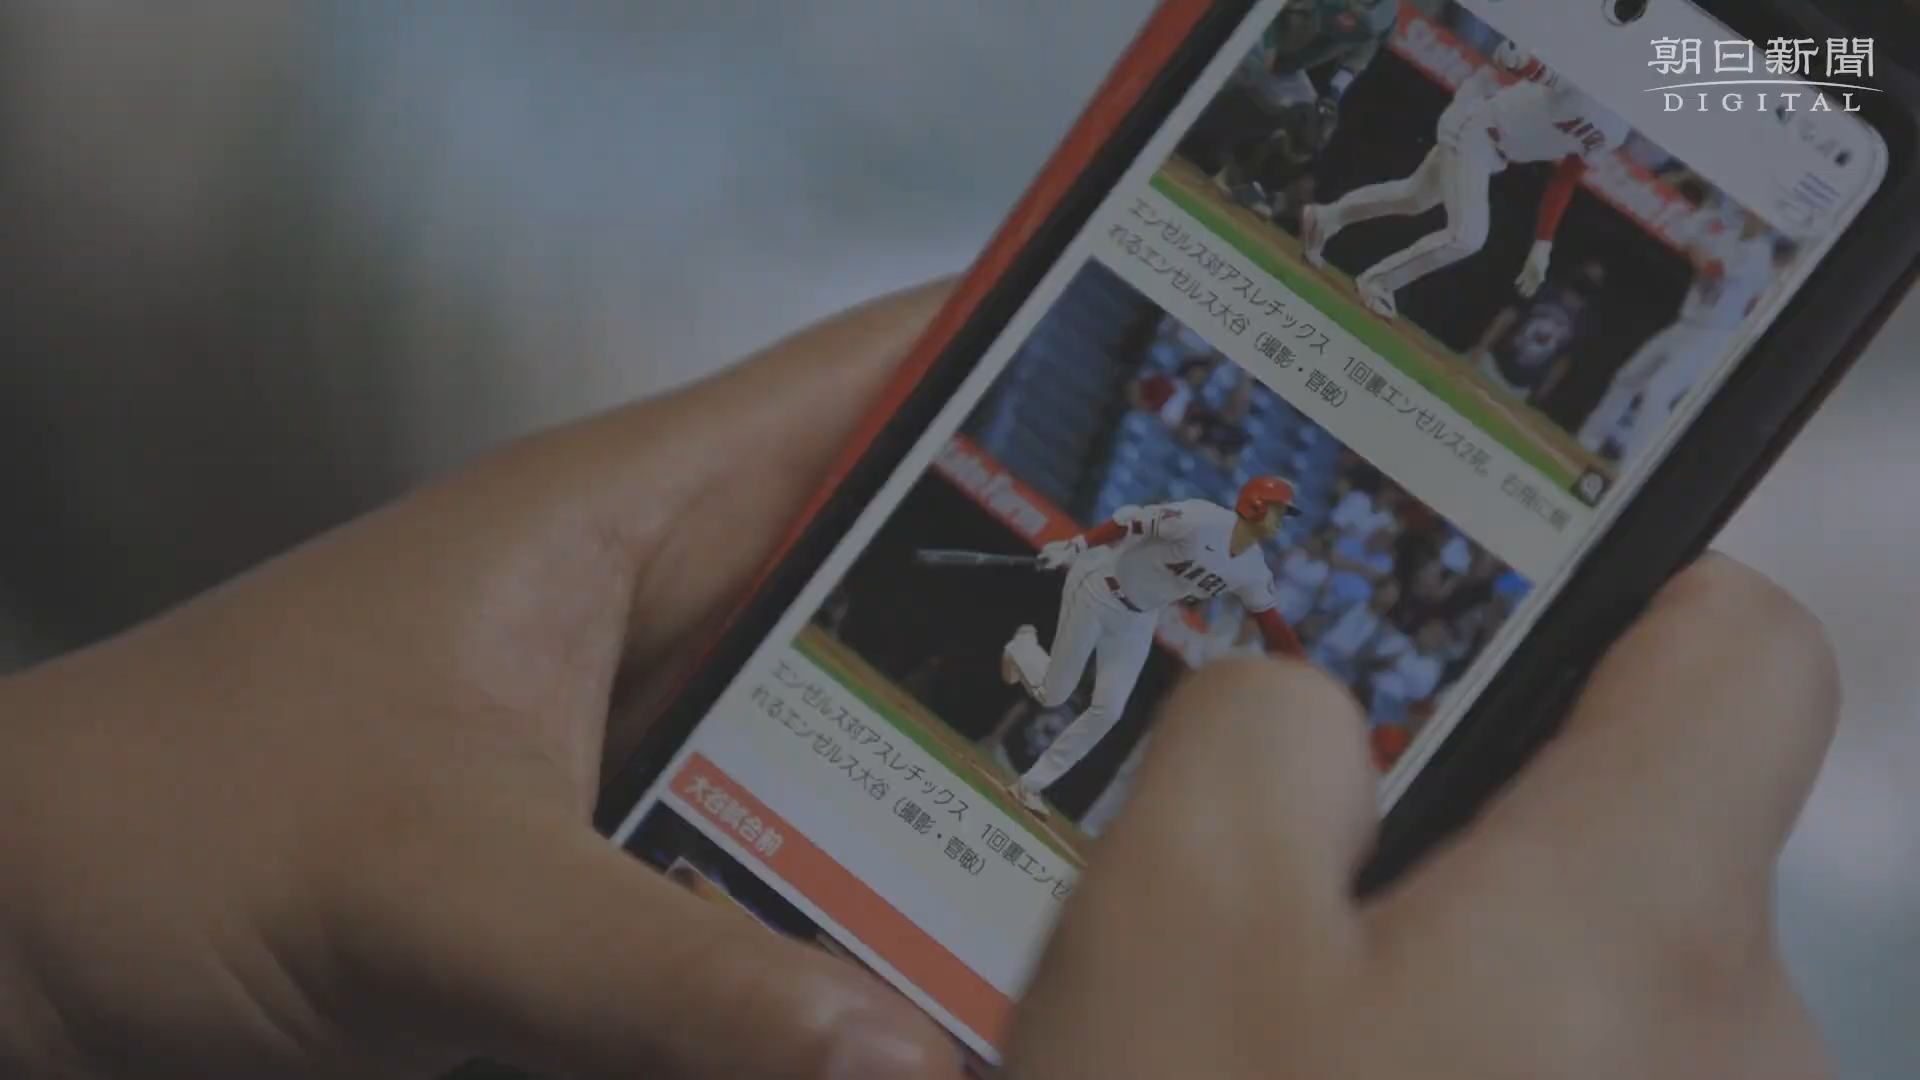 朝日新聞
DIGITAL
エンゼルス対アスレチックス 1回裏エンゼルス2死。右飛に倒
れるエンゼルス大谷（撮影・菅敏）
ANGEL
エンゼルス対アスレチックス 1回裏エンゼ
れるエンゼルス大谷（撮影・菅敏）
大谷試合前